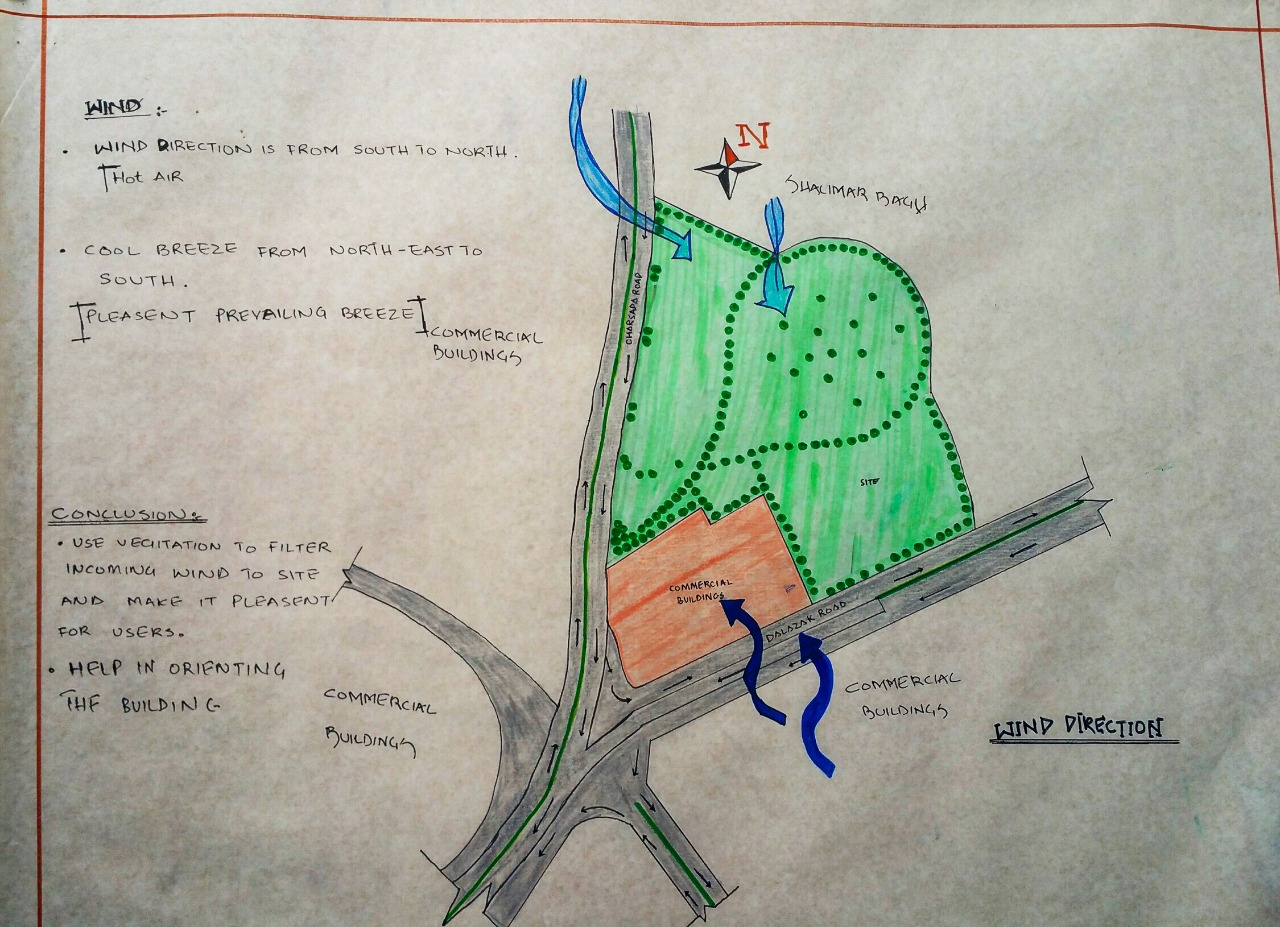 WIND :-
• WIND DIRECTION IS FROM SOUTH TO NORTH.
HOT AIR
• COOL BREEZE FROM NORTH-EAST TO
SOUTH.
[PLEASENT PREVAILING BREEZE]
COMMERCIAL
BUILDINGS
CONCLUSION:
• USE VEGITATION TO FILTER
INCOMING WIND TO SITE
AND MAKE IT PLEASENT
FOR USERS.
• HELP IN ORIENTING
THE BUILDING
COMMERCIAL
BUILDINGS
N
SHALIMAR BAGH
CHARSADA ROAD
SITE
COMMERCIAL
BUILDINGS
DALAZAK ROAD
COMMERCIAL
BUILDINGS
WIND DIRECTION